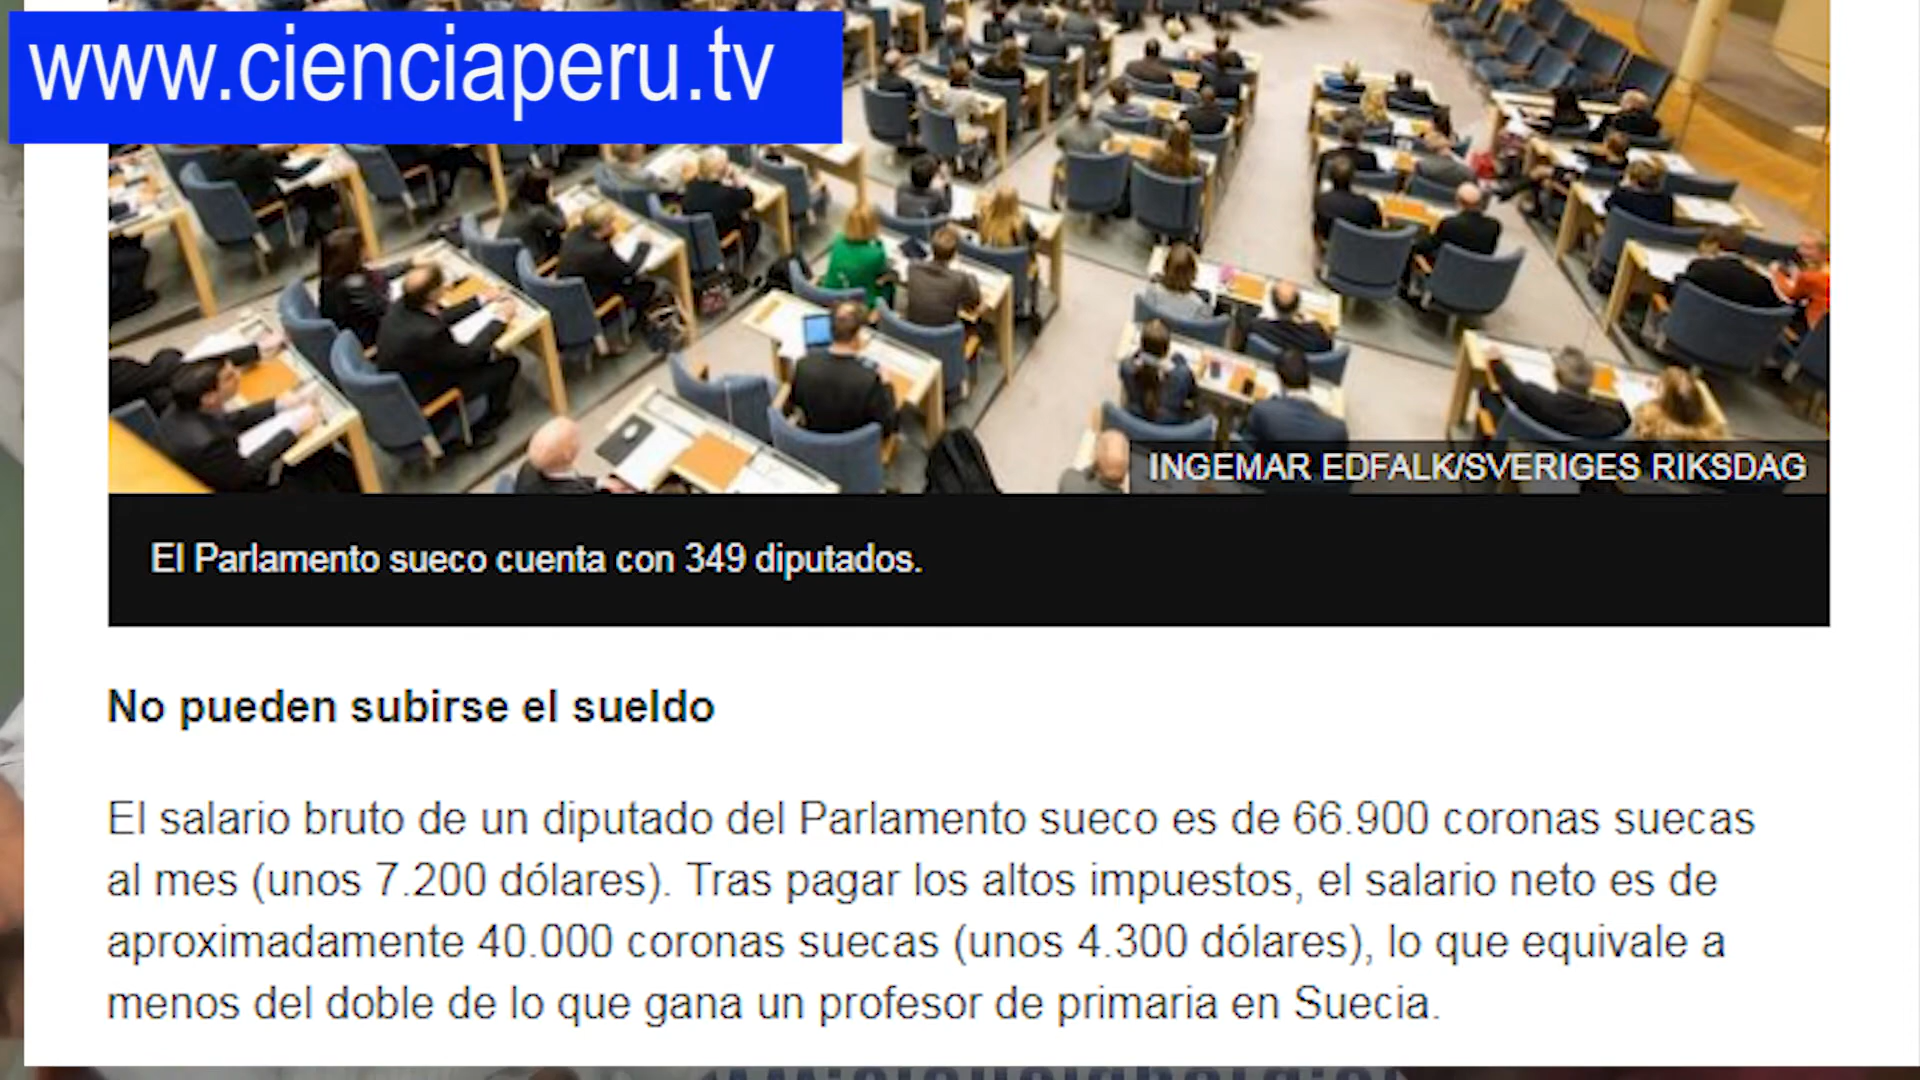 www.cienciaperu.tv
INGEMAR EDFALK/SVERIGES RIKSDAG
El Parlamento sueco cuenta con 349 diputados.
No pueden subirse el sueldo
El salario bruto de un diputado del Parlamento sueco es de 66.900 coronas suecas
al mes (unos 7.200 dólares). Tras pagar los altos impuestos, el salario neto es de
aproximadamente 40.000 coronas suecas (unos 4.300 dólares), lo que equivale a
menos del doble de lo que gana un profesor de primaria en Suecia.